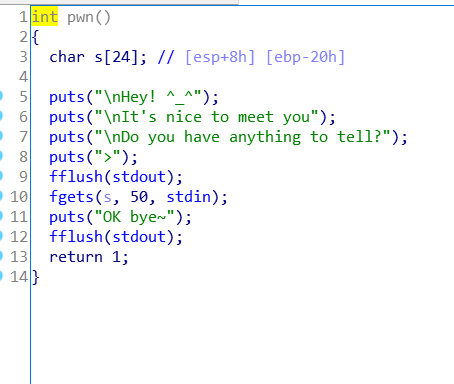 1 int pwn()
2 {
3   char s[24]; // [esp+8h] [ebp-20h]
4
5   puts("\nHey! ^_^");
6   puts("\nIt's nice to meet you");
7   puts("\nDo you have anything to tell?");
8   puts(">");
9   fflush(stdout);
10   fgets(s, 50, stdin);
11   puts("OK bye~");
12   fflush(stdout);
13   return 1;
14 }